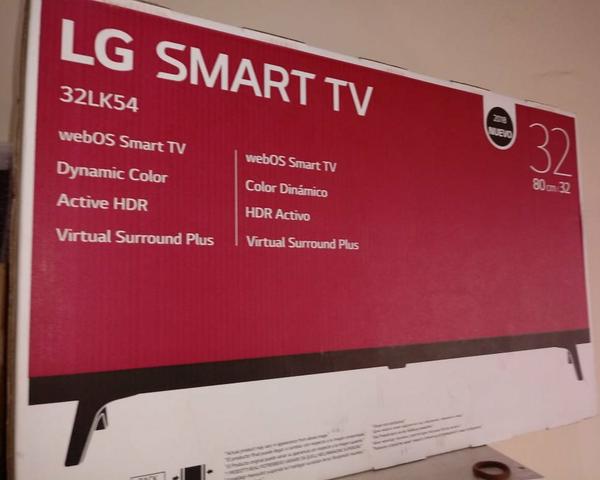 LG SMART TV
32LK54
webOS Smart TV
Dynamic Color
Active HDR
Virtual Surround Plus
webOS Smart TV
Color Dinámico
HDR Activo
Virtual Surround Plus
2018
NUEVO
32
80 cm 32